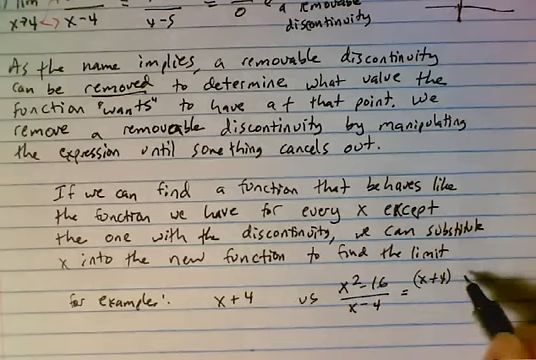 lim x→4 x-4 = 4-5 0 a removable
discontinuity
As the name implies, a removable discontinuity
can be removed to determine what value the
function "wants" to have at that point. We
remove a removeable discontinuity by manipulating
the expression until something cancels out.
If we can find a function that behaves like
the function we have for every x except
the one with the discontinuity, we can substitute
x into the new function to find the limit
for example: x+4 vs x²-16 / x-4 = (x+4)